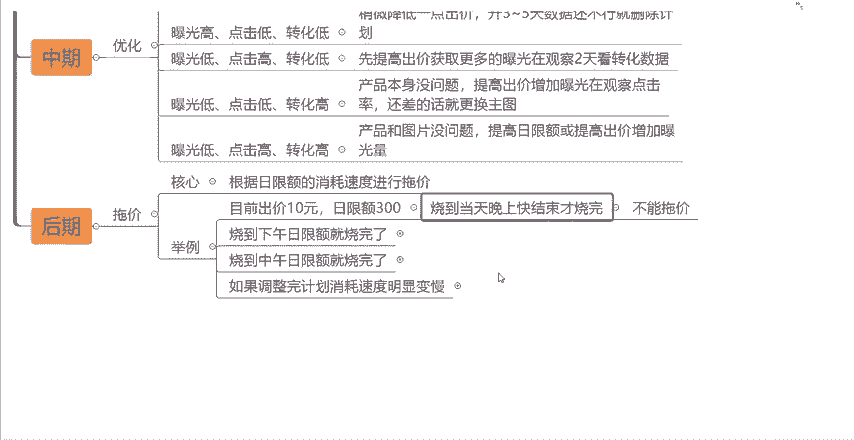 稍微降低一点出价，并3~5天数据还不行就删除计
曝光高、点击低、转化低
划
中期
优化
曝光低、点击高、转化低
先提高出价获取更多的曝光在观察2天看转化数据
产品本身没问题，提高出价增加曝光在观察点击
曝光低、点击低、转化高
率，还差的话就更换主图
产品和图片没问题，提高日限额或提高出价增加曝
曝光低、点击高、转化高
光量
后期
拖价
核心
根据日限额的消耗速度进行拖价
举例
目前出价10元，日限额300
烧到当天晚上快结束才烧完
不能拖价
烧到下午日限额就烧完了
烧到中午日限额就烧完了
如果调整完计划消耗速度明显变慢